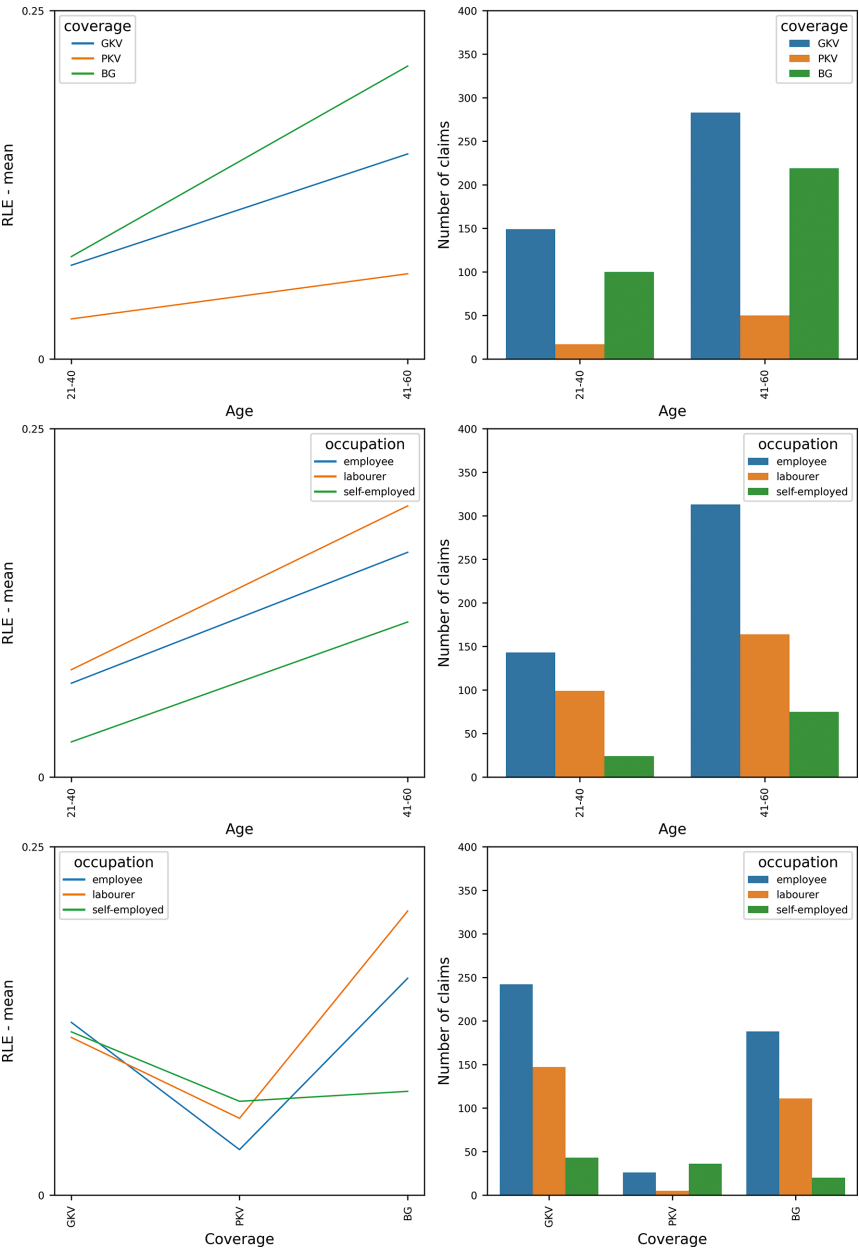 0.25
coverage
GKV
PKV
BG
RLE - mean
0
21-40
41-60
Age
400
350
300
250
200
150
100
50
0
Number of claims
coverage
GKV
PKV
BG
21-40
41-60
Age
0.25
occupation
employee
labourer
self-employed
RLE - mean
0
21-40
41-60
Age
400
350
300
250
200
150
100
50
0
Number of claims
occupation
employee
labourer
self-employed
21-40
41-60
Age
0.25
occupation
employee
labourer
self-employed
RLE - mean
0
GKV
PKV
BG
Coverage
400
350
300
250
200
150
100
50
0
Number of claims
occupation
employee
labourer
self-employed
GKV
PKV
BG
Coverage